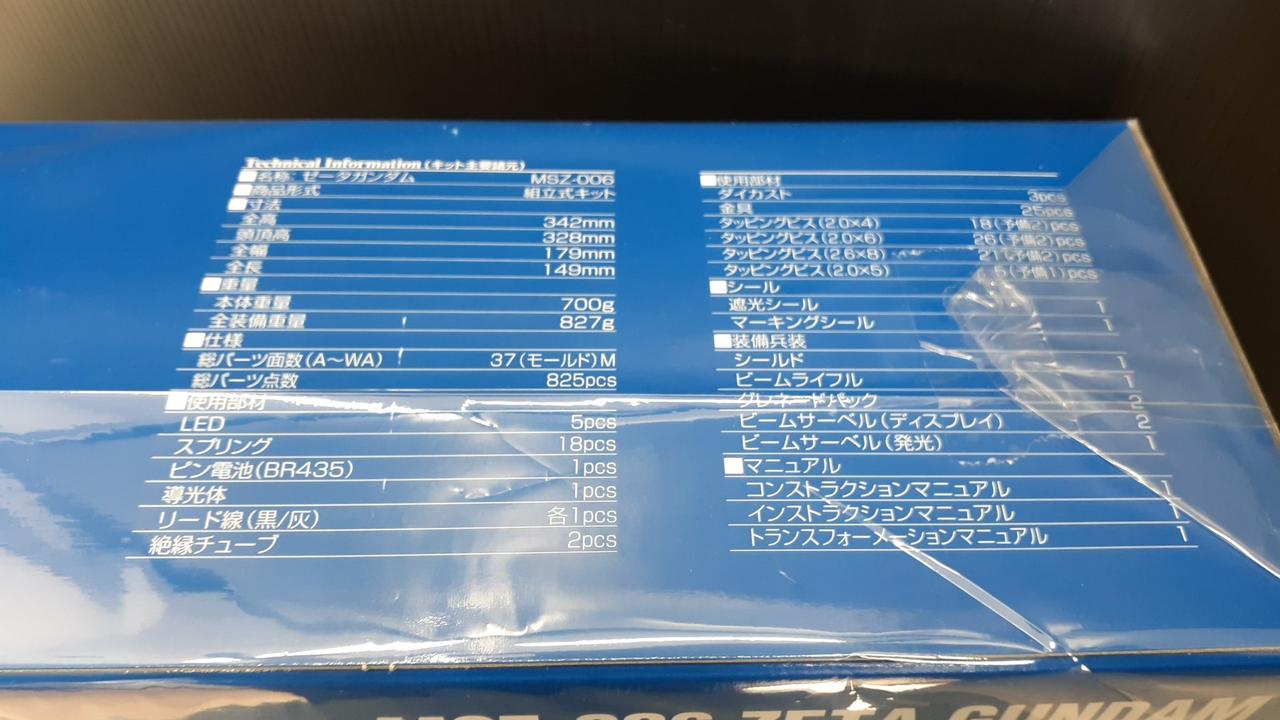 Technical Information (キット主要諸元)
■名称: ゼータガンダム MSZ-006
■商品形式 組立式キット
■寸法
全高 342mm
頭頂高 328mm
全幅 179mm
全長 149mm
■重量
本体重量 700g
全装備重量 827g
■仕様
総パーツ面数(A〜WA) 37(モールド)M
総パーツ点数 825pcs
■使用部材
LED 5pcs
スプリング 18pcs
ピン電池(BR435) 1pcs
導光体 1pcs
リード線(黒/灰) 各1pcs
絶縁チューブ 2pcs
■使用部材
ダイカスト 3pcs
金具 25pcs
タッピングビス(2.0×4) 18(予備2)pcs
タッピングビス(2.0×6) 26(予備2)pcs
タッピングビス(2.6×8) 21(予備2)pcs
タッピングビス(2.0×5) 5(予備1)pcs
■シール
遮光シール 1
マーキングシール 1
■装備兵装
シールド 1
ビームライフル 1
グレネードパック 2
ビームサーベル(ディスプレイ) 2
ビームサーベル(発光) 1
■マニュアル
コンストラクションマニュアル 1
インストラクションマニュアル 1
トランスフォーメーションマニュアル 1
ZETA GUNDAM